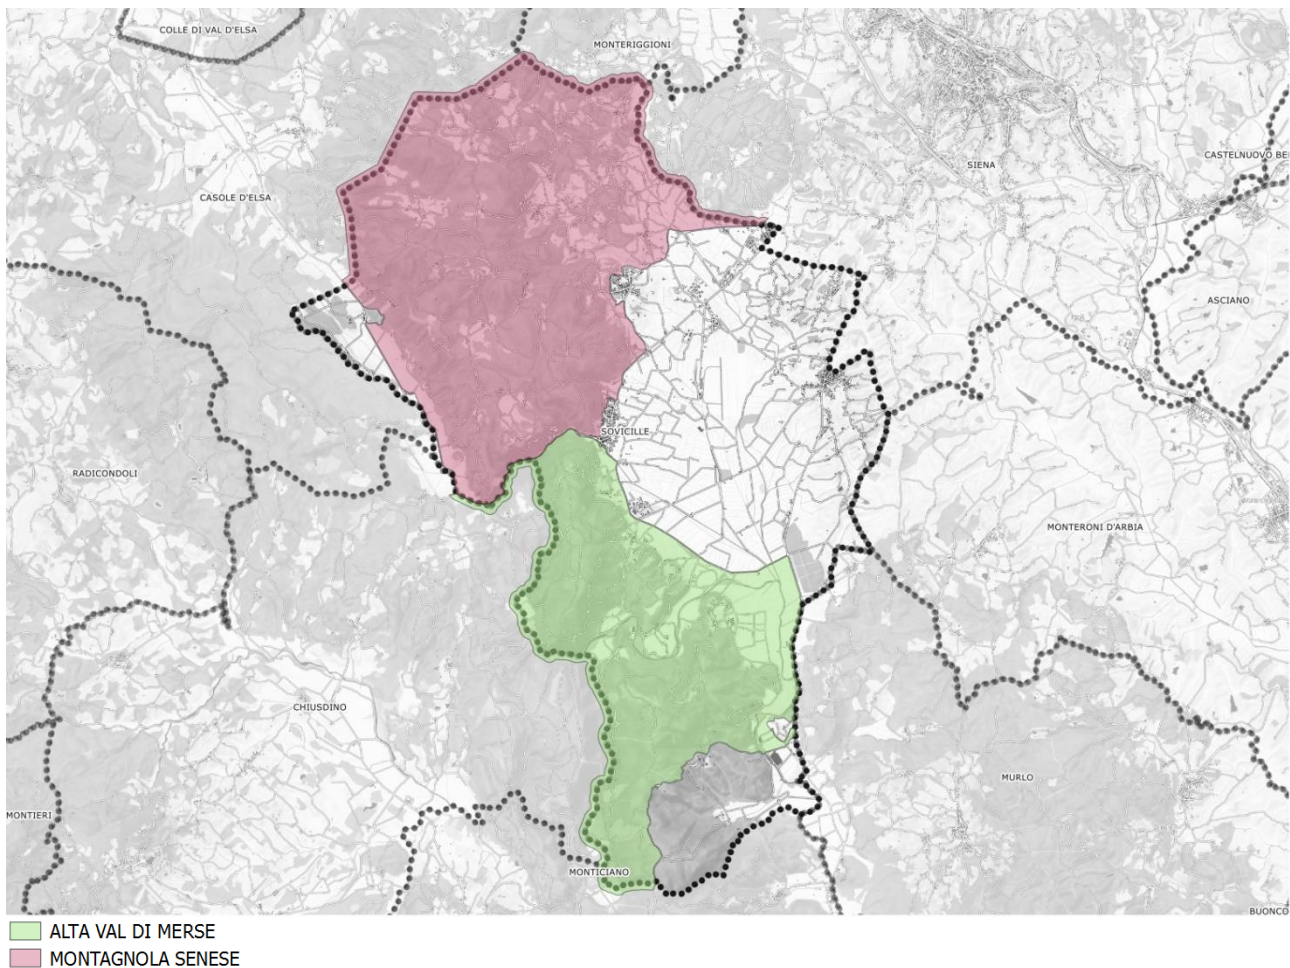 COLLE DI VAL D'ELSA
MONTERIGGIONI
CASTELNUOVO BE
SIENA
CASOLE D'ELSA
ASCIANO
SOVICILLE
RADICONDOLI
MONTERONI D'ARBIA
CHIUSDINO
MURLO
MONTIERI
MONTICIANO
BUONCO
ALTA VAL DI MERSE
MONTAGNOLA SENESE